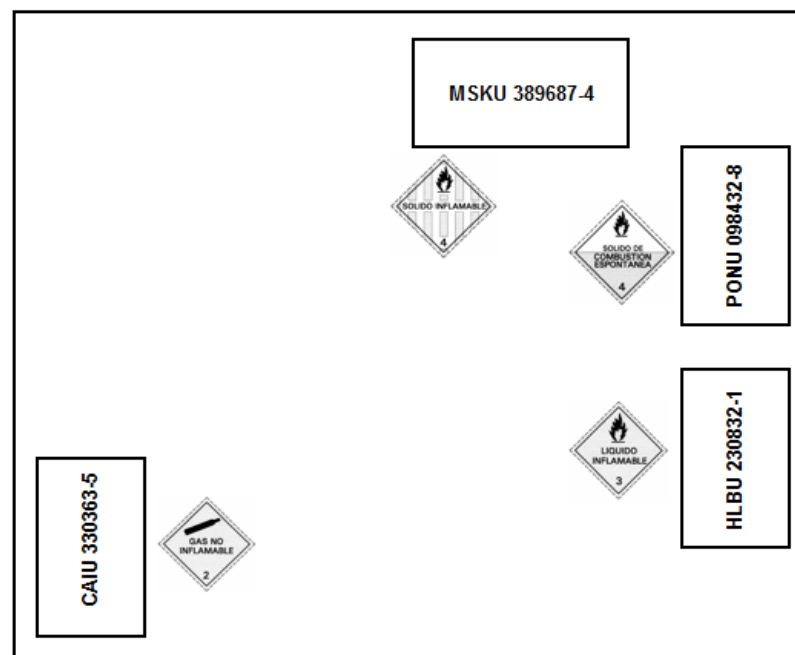 MSKU 389687-4
SOLIDO INFLAMABLE
4
SOLIDO DE
COMBUSTION
ESPONTANEA
4
PONU 098432-8
LIQUIDO
INFLAMABLE
3
HLBU 230832-1
CAIU 330363-5
GAS NO
INFLAMABLE
2